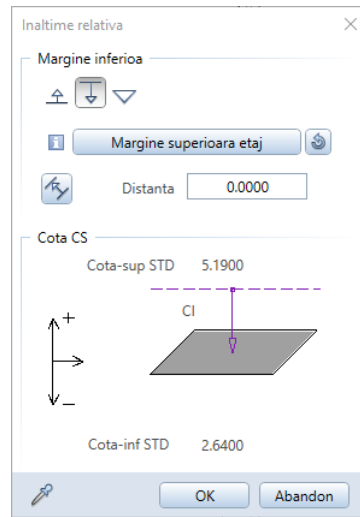 Inaltime relativa
Margine inferioa
Margine superioara etaj
Distanta 0.0000
Cota CS
Cota-sup STD 5.1900
CI
+
−
Cota-inf STD 2.6400
OK Abandon